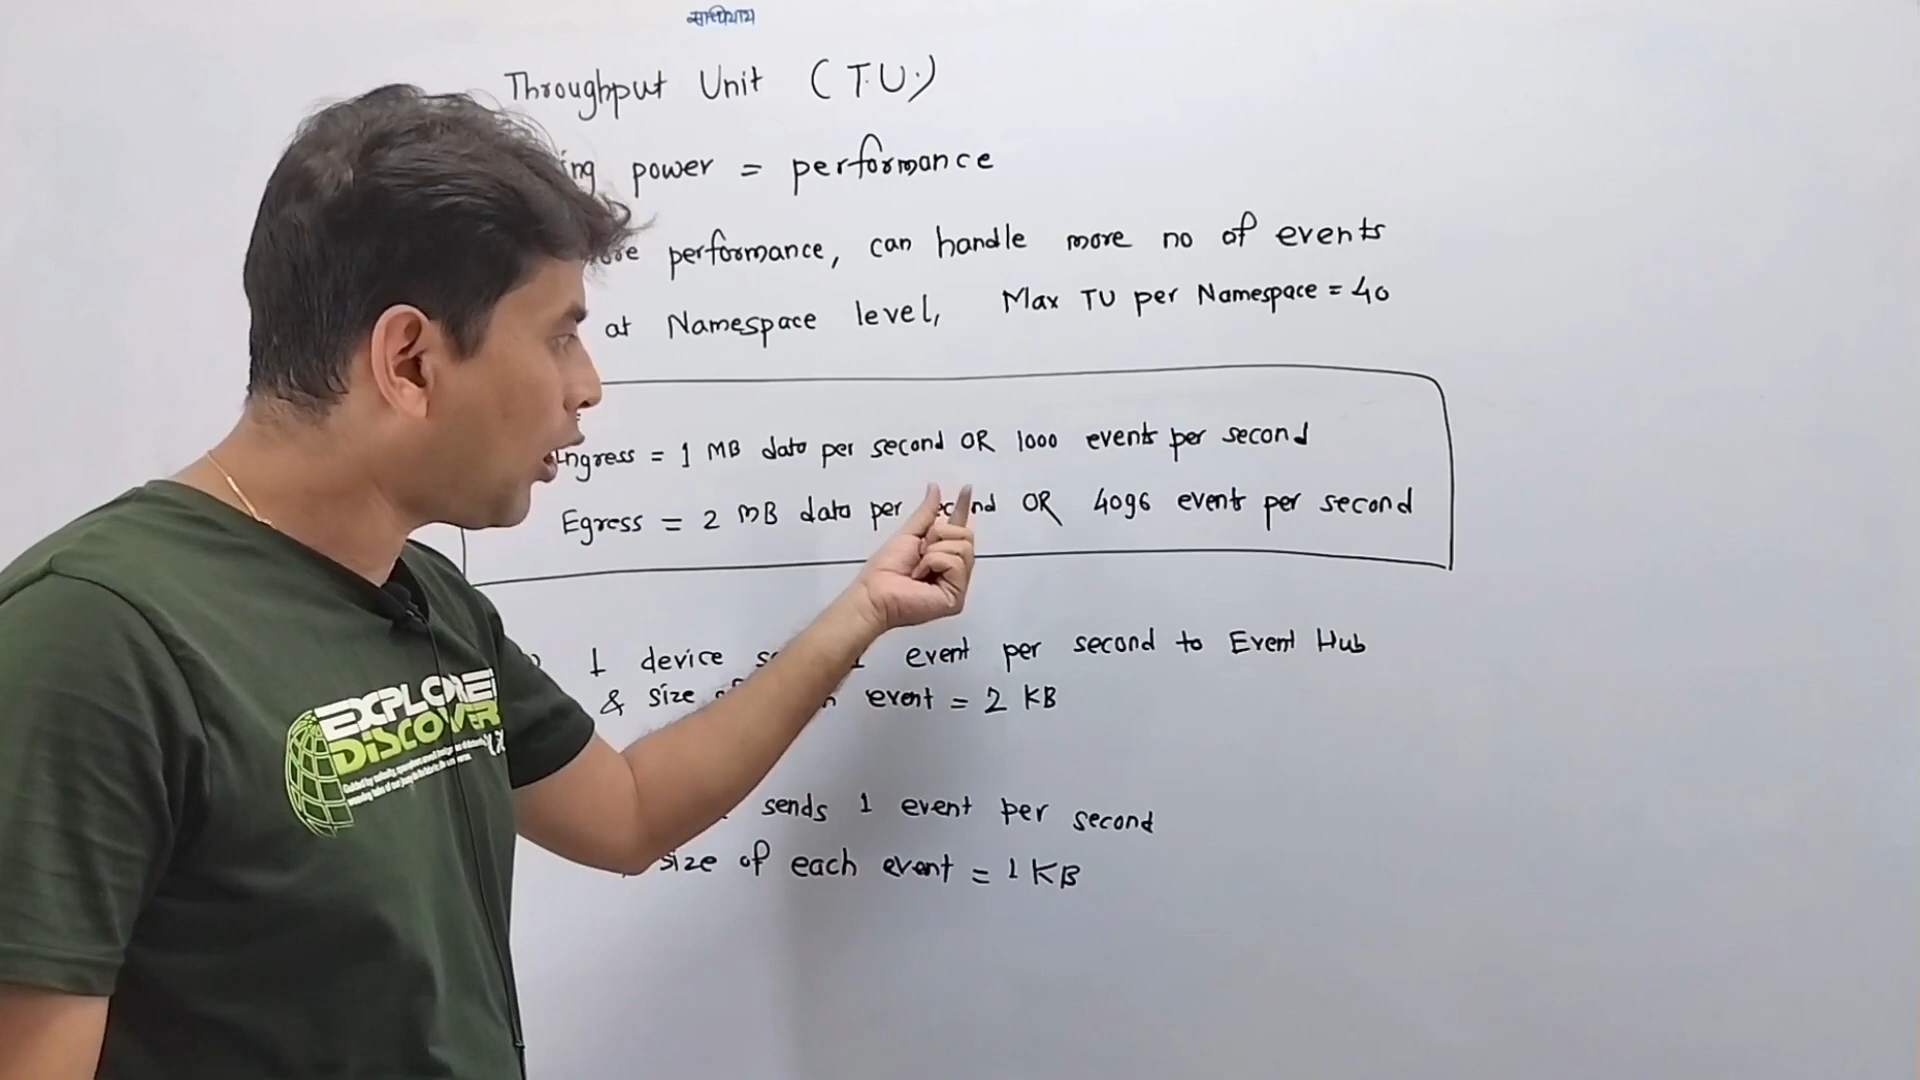 Throughput Unit (T.U.)
power = performance
performance, can handle more no of events
at Namespace level, Max TU per Namespace = 40
Ingress = 1 MB data per second OR 1000 events per second
Egress = 2 MB data per OR 4096 events per second
1 device event per second to Event Hub
& size event = 2 KB
sends 1 event per second
size of each event = 1 KB
DISCOVER